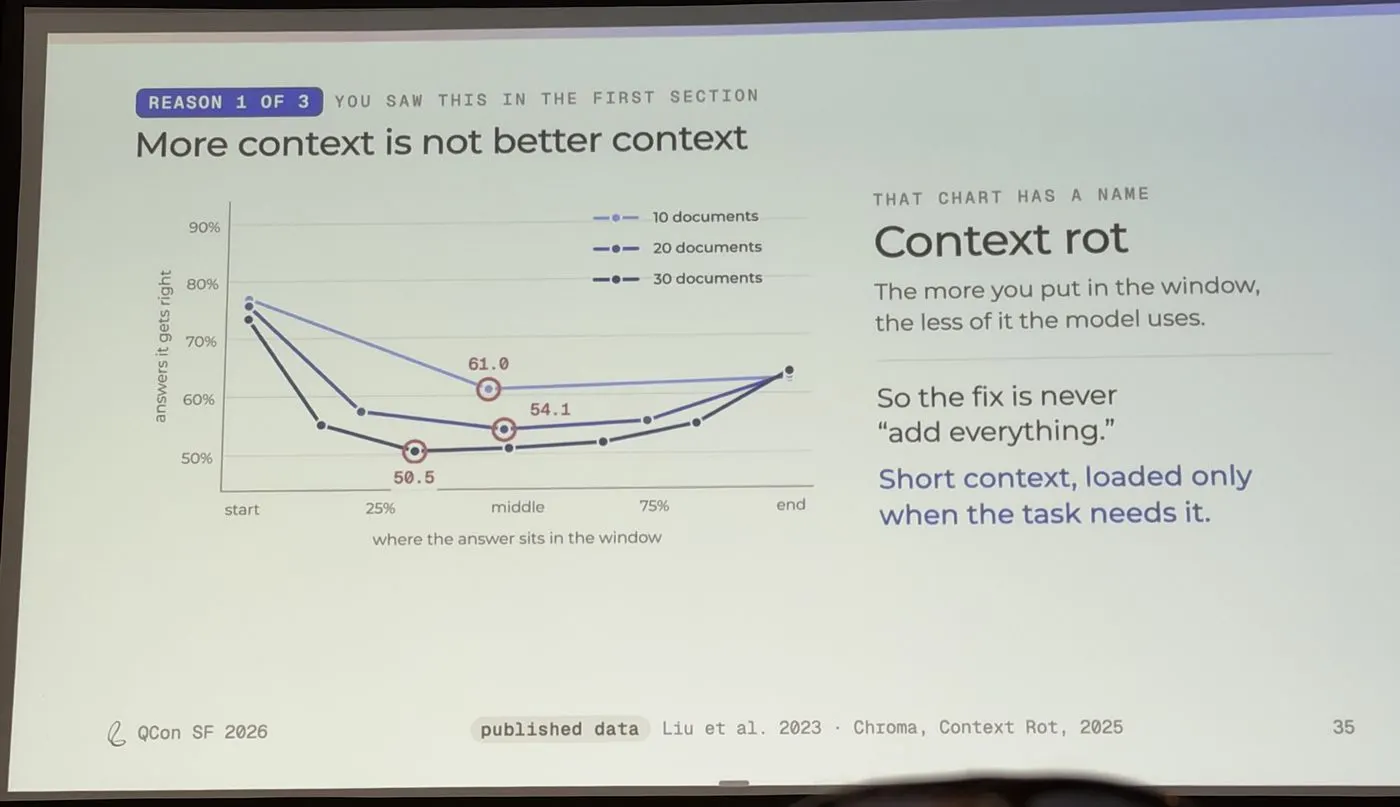 REASON 1 OF 3 YOU SAW THIS IN THE FIRST SECTION
More context is not better context
90%
80%
70%
60%
50%
answers it gets right
10 documents
20 documents
30 documents
61.0
54.1
50.5
start 25% middle 75% end
where the answer sits in the window
THAT CHART HAS A NAME
Context rot
The more you put in the window,
the less of it the model uses.
So the fix is never
“add everything.”
Short context, loaded only
when the task needs it.
QCon SF 2026
published data Liu et al. 2023 · Chroma, Context Rot, 2025
35